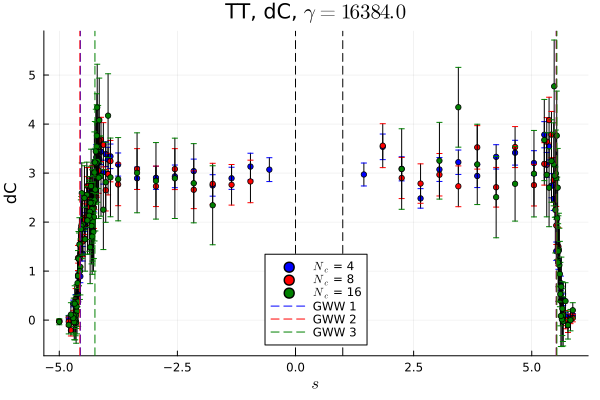 TT, dC, γ = 16384.0
dC
5
4
3
2
1
0
N_c = 4
N_c = 8
N_c = 16
GWW 1
GWW 2
GWW 3
−5.0 −2.5 0.0 2.5 5.0
s